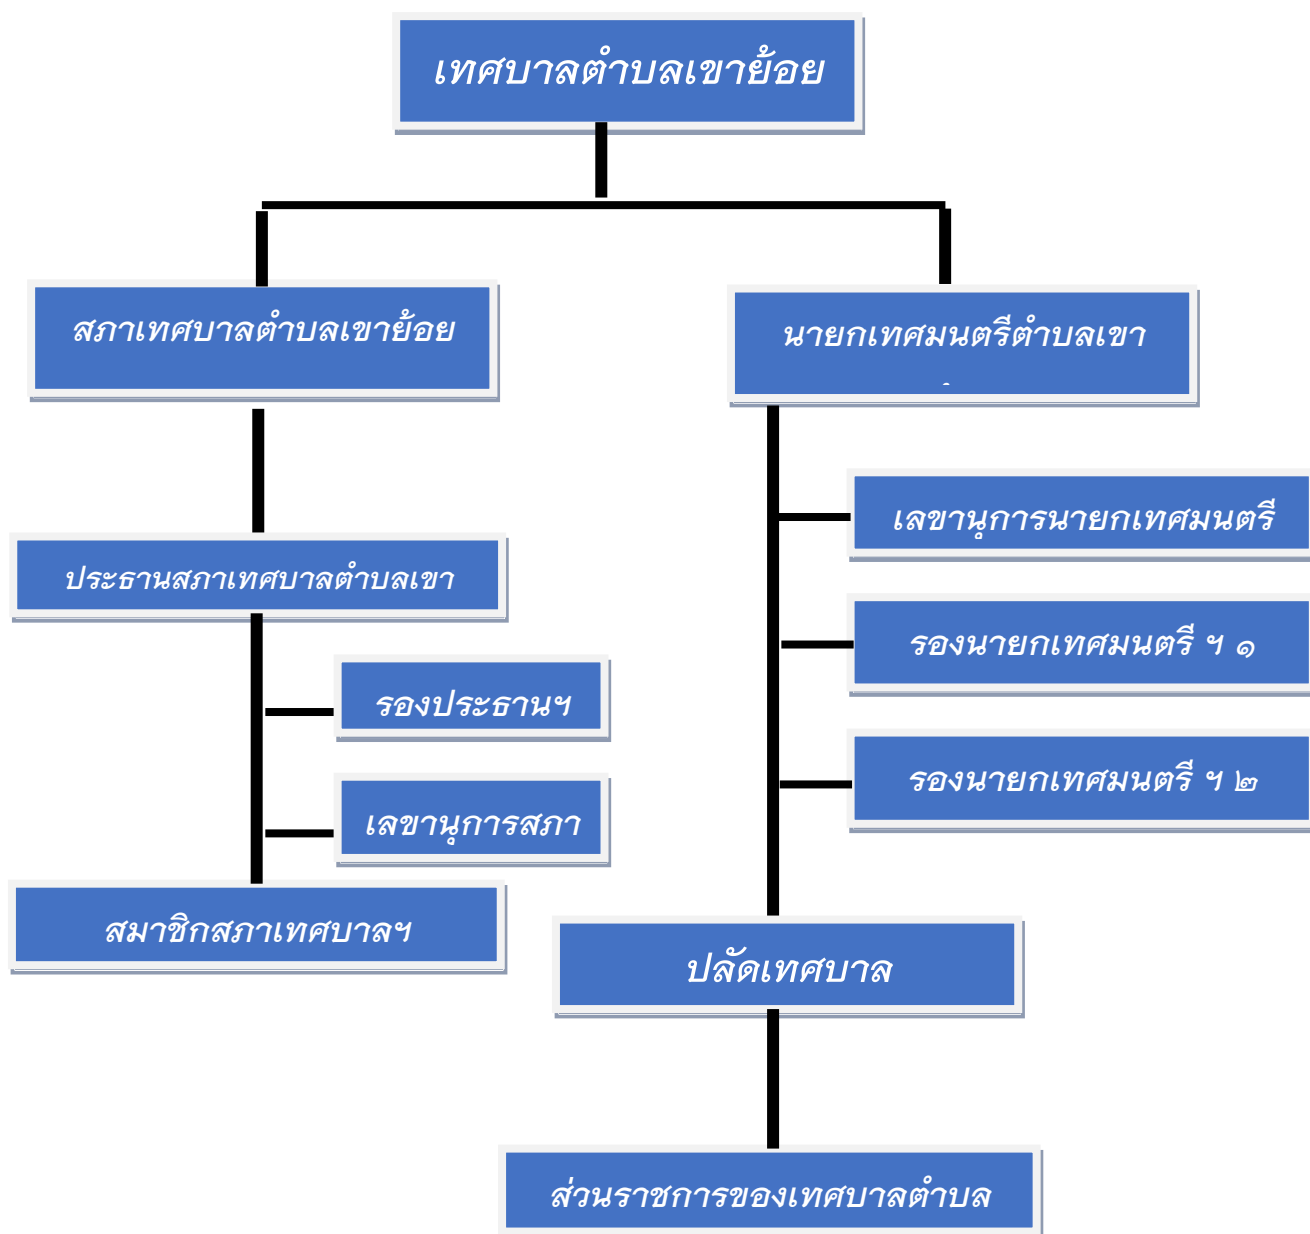 เทศบาลตำบลเขาย้อย
สภาเทศบาลตำบลเขาย้อย
นายกเทศมนตรีตำบลเขา
เลขานุการนายกเทศมนตรี
ประธานสภาเทศบาลตำบลเขา
รองนายกเทศมนตรี ฯ ๑
รองประธานฯ
รองนายกเทศมนตรี ฯ ๒
เลขานุการสภา
สมาชิกสภาเทศบาลฯ
ปลัดเทศบาล
ส่วนราชการของเทศบาลตำบล